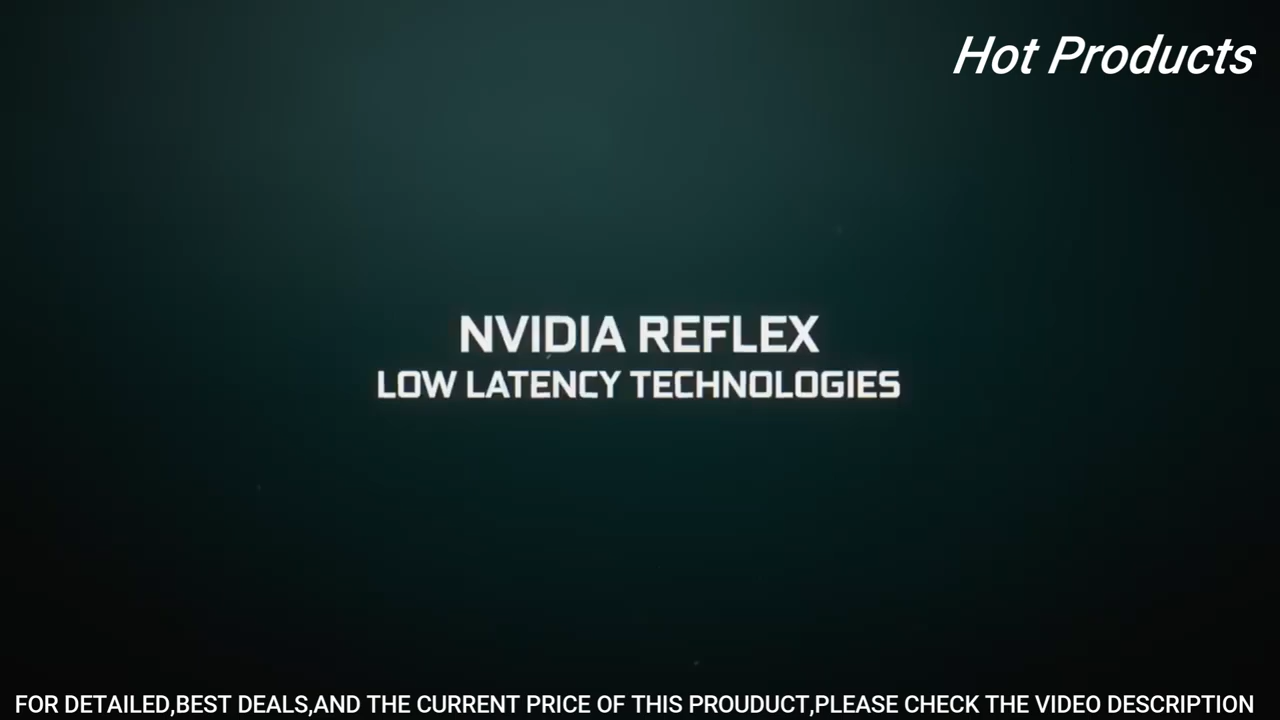 Hot Products
NVIDIA REFLEX
LOW LATENCY TECHNOLOGIES
FOR DETAILED,BEST DEALS,AND THE CURRENT PRICE OF THIS PROUDUCT,PLEASE CHECK THE VIDEO DESCRIPTION